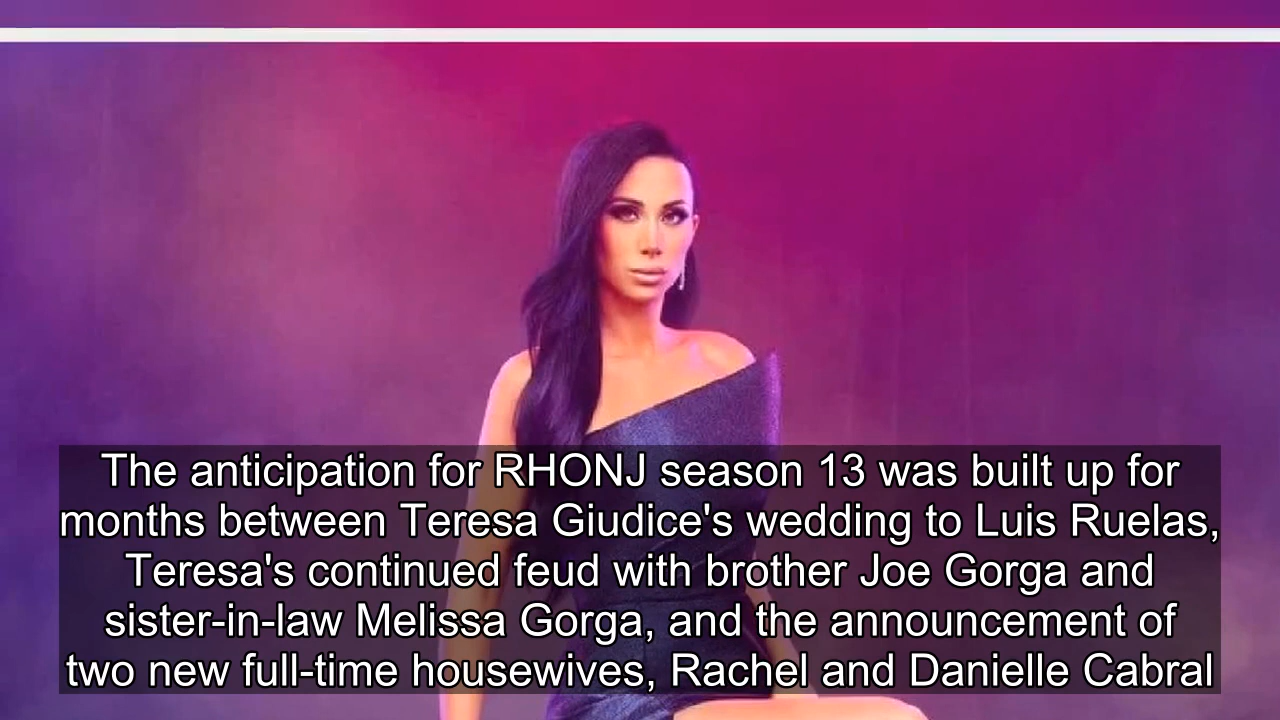 The anticipation for RHONJ season 13 was built up for
months between Teresa Giudice's wedding to Luis Ruelas,
Teresa's continued feud with brother Joe Gorga and
sister-in-law Melissa Gorga, and the announcement of
two new full-time housewives, Rachel and Danielle Cabral